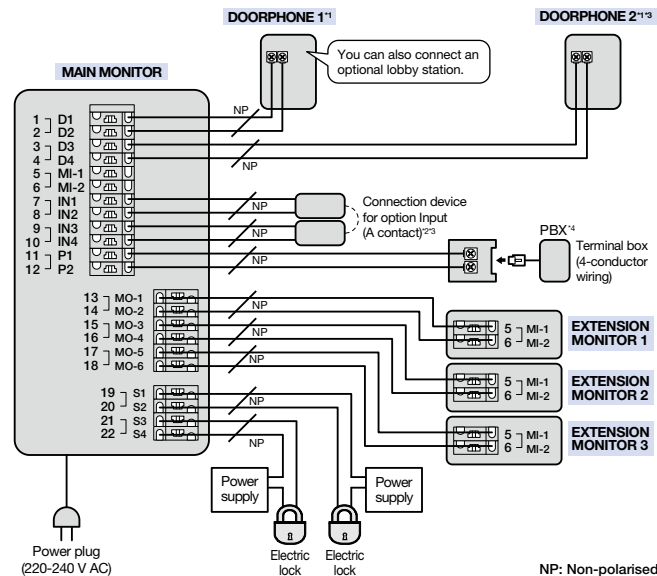 DOORPHONE 1*1
DOORPHONE 2*1*3
You can also connect an
optional lobby station.
MAIN MONITOR
NP
NP
1 D1
2 D2
3 D3
4 D4
5 MI-1
6 MI-2
7 IN1
8 IN2
9 IN3
10 IN4
11 P1
12 P2
NP
NP
NP
Connection device
for option Input
(A contact)*2*3
PBX*4
Terminal box
(4-conductor
wiring)
13 MO-1
14 MO-2
15 MO-3
16 MO-4
17 MO-5
18 MO-6
NP
NP
NP
5 MI-1
6 MI-2
EXTENSION
MONITOR 1
5 MI-1
6 MI-2
EXTENSION
MONITOR 2
5 MI-1
6 MI-2
EXTENSION
MONITOR 3
19 S1
20 S2
21 S3
22 S4
NP
NP
Power
supply
Power
supply
Power plug
(220-240 V AC)
Electric
lock
Electric
lock
NP: Non-polarised